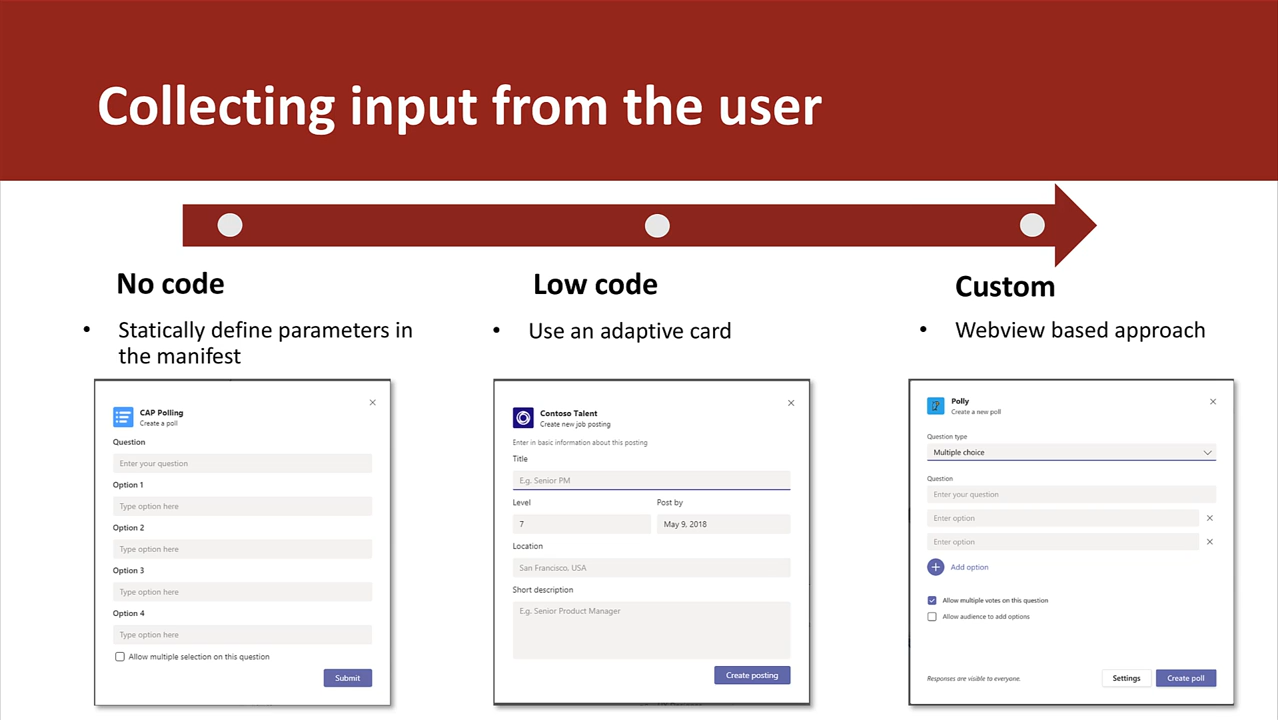 Collecting input from the user
No code
• Statically define parameters in
the manifest
CAP Polling
Create a poll
Question
Enter your question
Option 1
Type option here
Option 2
Type option here
Option 3
Type option here
Option 4
Type option here
Allow multiple selection on this question
Submit
Low code
• Use an adaptive card
Contoso Talent
Create new job posting
Enter in basic information about this posting
Title
E.g. Senior PM
Level Post by
7 May 9, 2018
Location
San Francisco, USA
Short description
E.g. Senior Product Manager
Create posting
Custom
• Webview based approach
Polly
Create a new poll
Question type
Multiple choice
Question
Enter your question
Enter option
Enter option
Add option
Allow multiple votes on this question
Allow audience to add options
Responses are visible to everyone. Settings Create poll